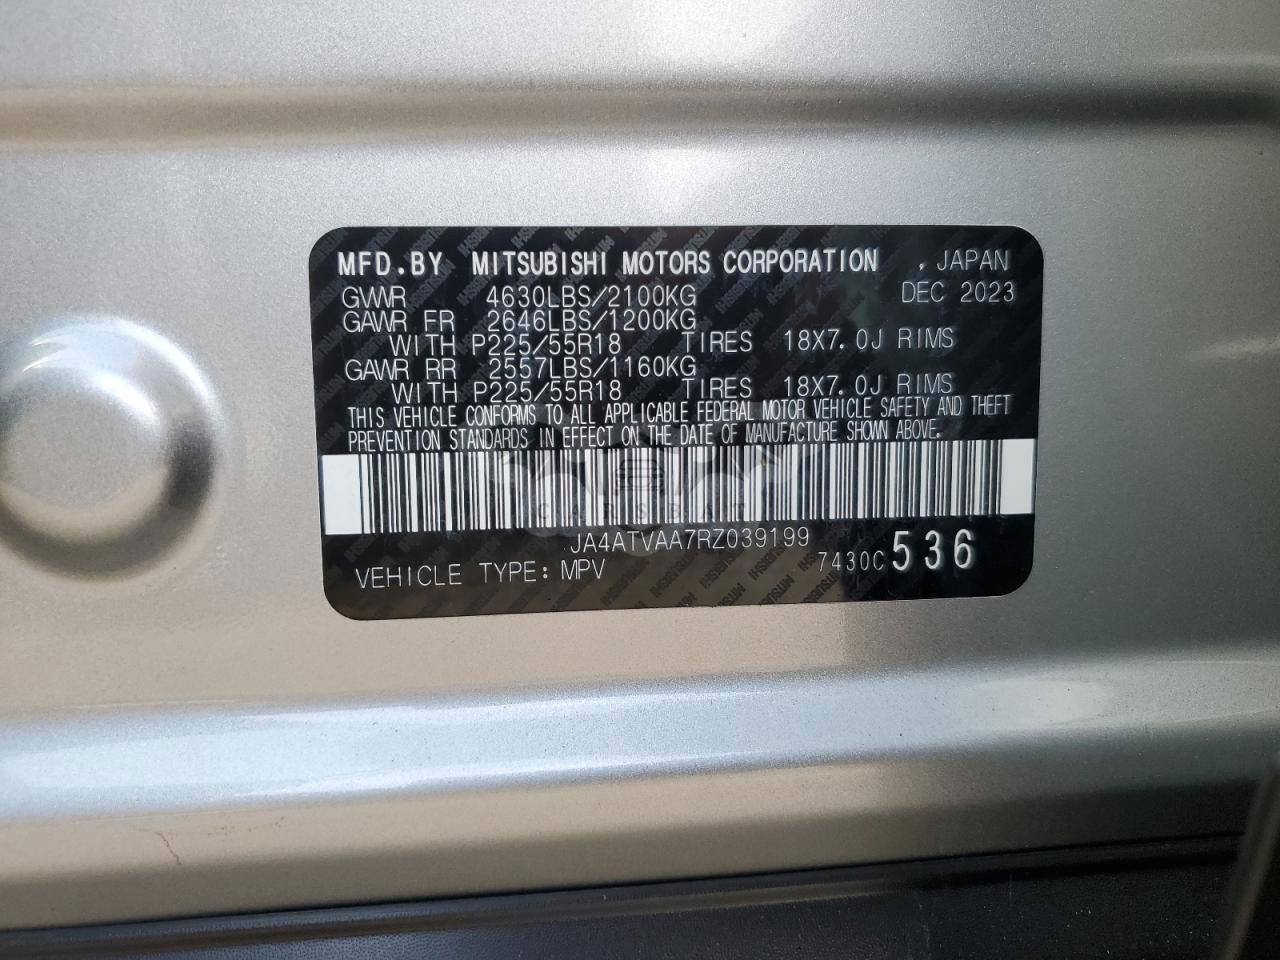 MFD.BY MITSUBISHI MOTORS CORPORATION , JAPAN
GVWR 4630LBS/2100KG DEC 2023
GAWR FR 2646LBS/1200KG
WITH P225/55R18 TIRES 18X7.0J RIMS
GAWR RR 2557LBS/1160KG
WITH P225/55R18 TIRES 18X7.0J RIMS
THIS VEHICLE CONFORMS TO ALL APPLICABLE FEDERAL MOTOR VEHICLE SAFETY AND THEFT
PREVENTION STANDARDS IN EFFECT ON THE DATE OF MANUFACTURE SHOWN ABOVE.
CARSBAT
JA4ATVAA7RZ039199
7430C 536
VEHICLE TYPE: MPV